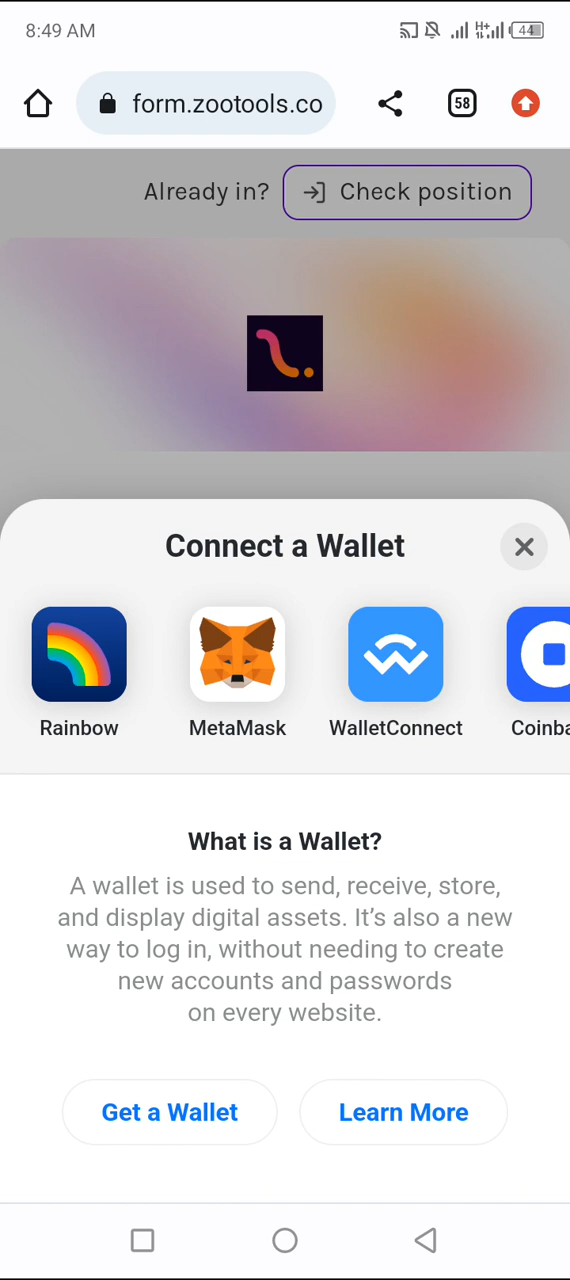 8:49 AM
H+
44
form.zootools.co
58
Already in?
Check position
Connect a Wallet
Rainbow
MetaMask
WalletConnect
Coinba
What is a Wallet?
A wallet is used to send, receive, store,
and display digital assets. It’s also a new
way to log in, without needing to create
new accounts and passwords
on every website.
Get a Wallet
Learn More